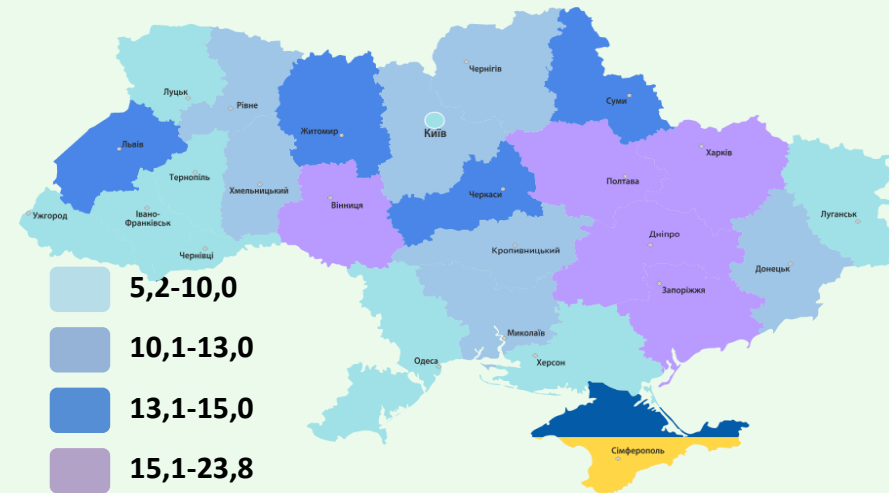 Чернігів
Луцьк
Рівне
Суми
Київ
Житомир
Львів
Харків
Тернопіль
Хмельницький
Полтава
Черкаси
Вінниця
Ужгород
Івано-
Франківськ
Луганськ
Дніпро
Чернівці
Кропивницький
Донецьк
Запоріжжя
5,2-10,0
10,1-13,0
Миколаїв
Одеса
Херсон
13,1-15,0
Сімферополь
15,1-23,8